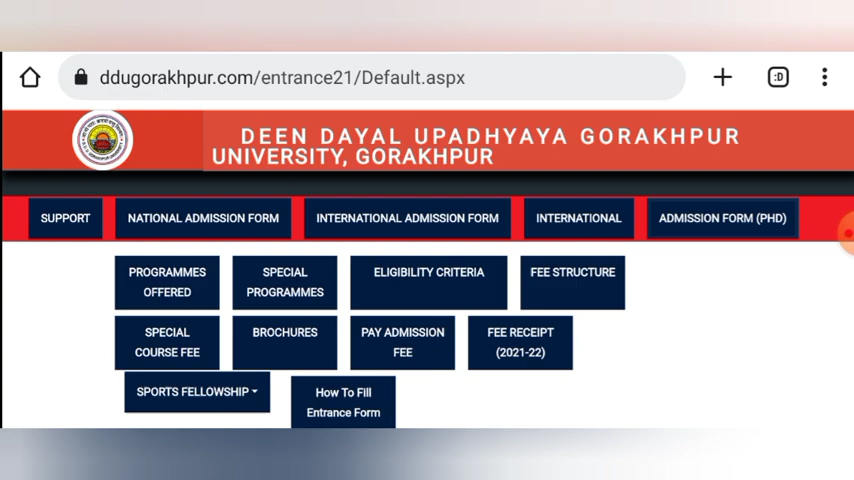 ddugorakhpur.com/entrance21/Default.aspx
:D
DEEN DAYAL UPADHYAYA GORAKHPUR
UNIVERSITY, GORAKHPUR
SUPPORT
NATIONAL ADMISSION FORM
INTERNATIONAL ADMISSION FORM
INTERNATIONAL
ADMISSION FORM (PHD)
PROGRAMMES
OFFERED
SPECIAL
PROGRAMMES
ELIGIBILITY CRITERIA
FEE STRUCTURE
SPECIAL
COURSE FEE
BROCHURES
PAY ADMISSION
FEE
FEE RECEIPT
(2021-22)
SPORTS FELLOWSHIP
How To Fill
Entrance Form